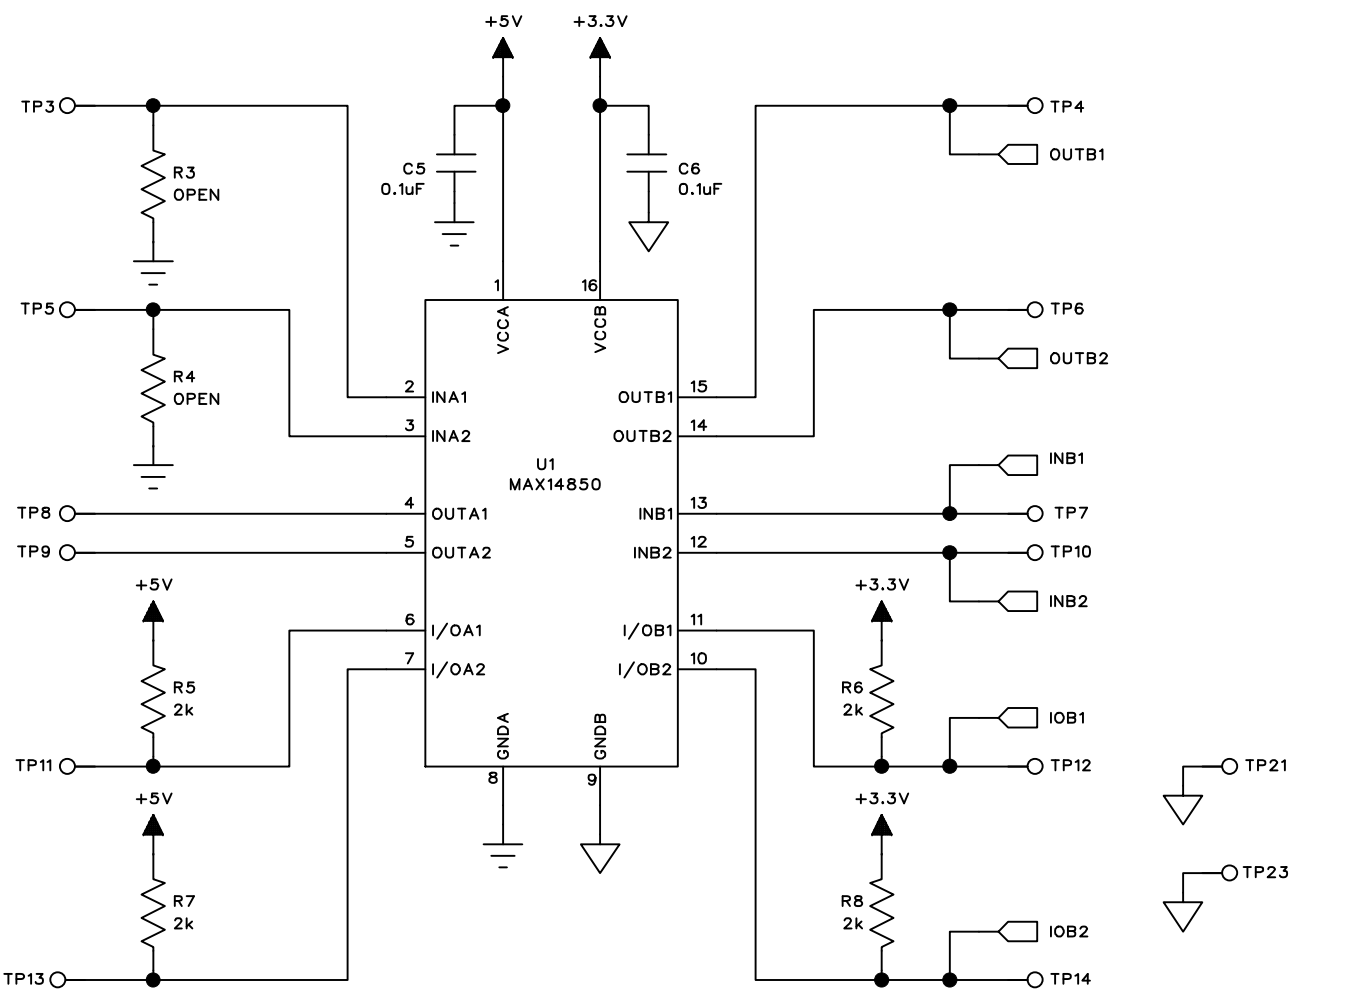 +5V
+3.3V
TP3
TP4
R3
OPEN
C5
0.1uF
C6
0.1uF
OUTB1
TP5
1
16
TP6
VCCA
VCCB
R4
OPEN
OUTB2
2
INA1
OUTB1
15
3
INA2
OUTB2
14
U1
MAX14850
INB1
TP8
4
OUTA1
INB1
13
TP7
TP9
5
OUTA2
INB2
12
TP10
+5V
+3.3V
INB2
6
I/OA1
I/OB1
11
7
I/OA2
I/OB2
10
R5
2k
R6
2k
GNDA
GNDB
IOB1
TP11
8
9
TP12
TP21
+5V
+3.3V
TP23
R7
2k
R8
2k
IOB2
TP13
TP14